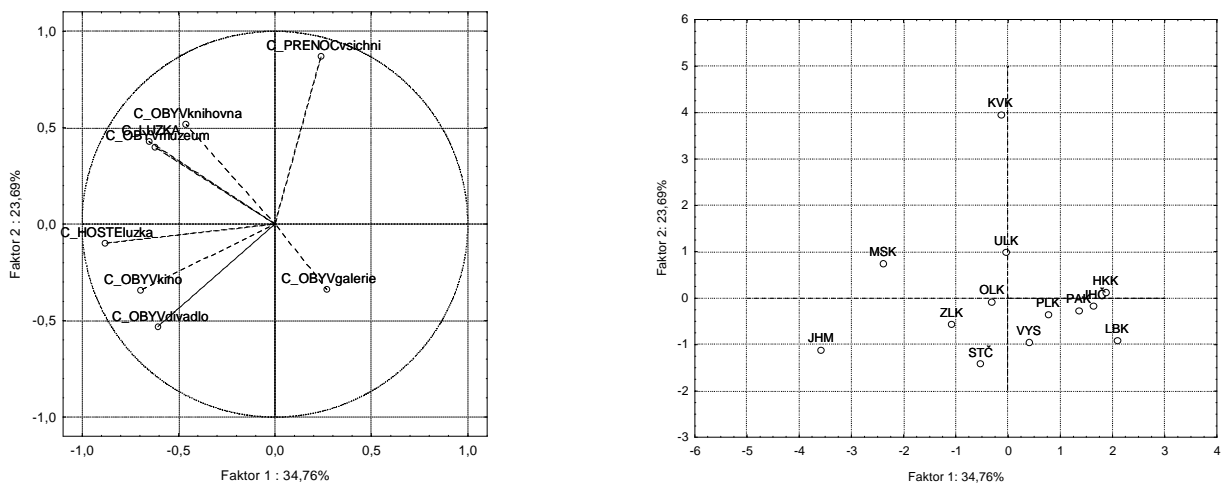 1,0
0,5
0,0
-0,5
-1,0
Faktor 2 : 23,69%
C_PRENOCvsichni
C_OBYVknihovna
C_LUZKA
C_OBYVmuzeum
C_HOSTEluzka
C_OBYVkino
C_OBYVgalerie
C_OBYVdivadlo
-1,0 -0,5 0,0 0,5 1,0
Faktor 1 : 34,76%
6
5
4
3
2
1
0
-1
-2
-3
Faktor 2: 23,69%
KVK
ULK
MSK
HKK
JHČ
OLK
PAK
PLK
ZLK
VYS
LBK
JHM
STČ
-6 -5 -4 -3 -2 -1 0 1 2 3 4
Faktor 1: 34,76%